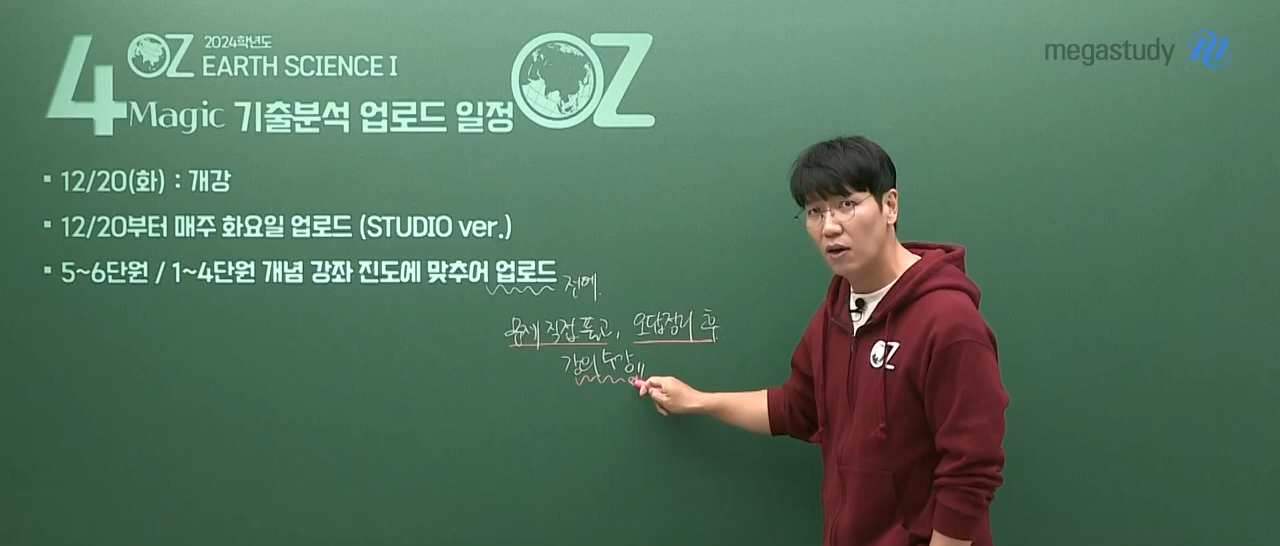 4 OZ 2024학년도
EARTH SCIENCE I
Magic 기출분석 업로드 일정
OZ
megastudy
▪ 12/20(화) : 개강
▪ 12/20부터 매주 화요일 업로드 (STUDIO ver.)
▪ 5~6단원 / 1~4단원 개념 강좌 진도에 맞추어 업로드
전에.
문제 직접 풀고, 오답정리 후
강의 수강!!
OZ